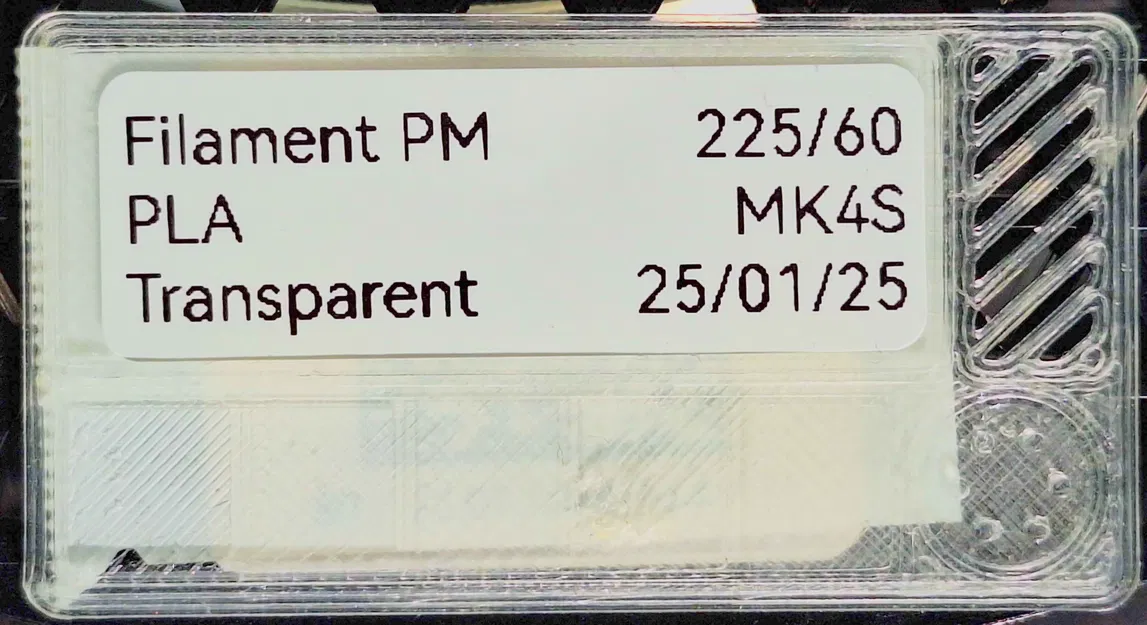 Filament PM 225/60
PLA MK4S
Transparent 25/01/25